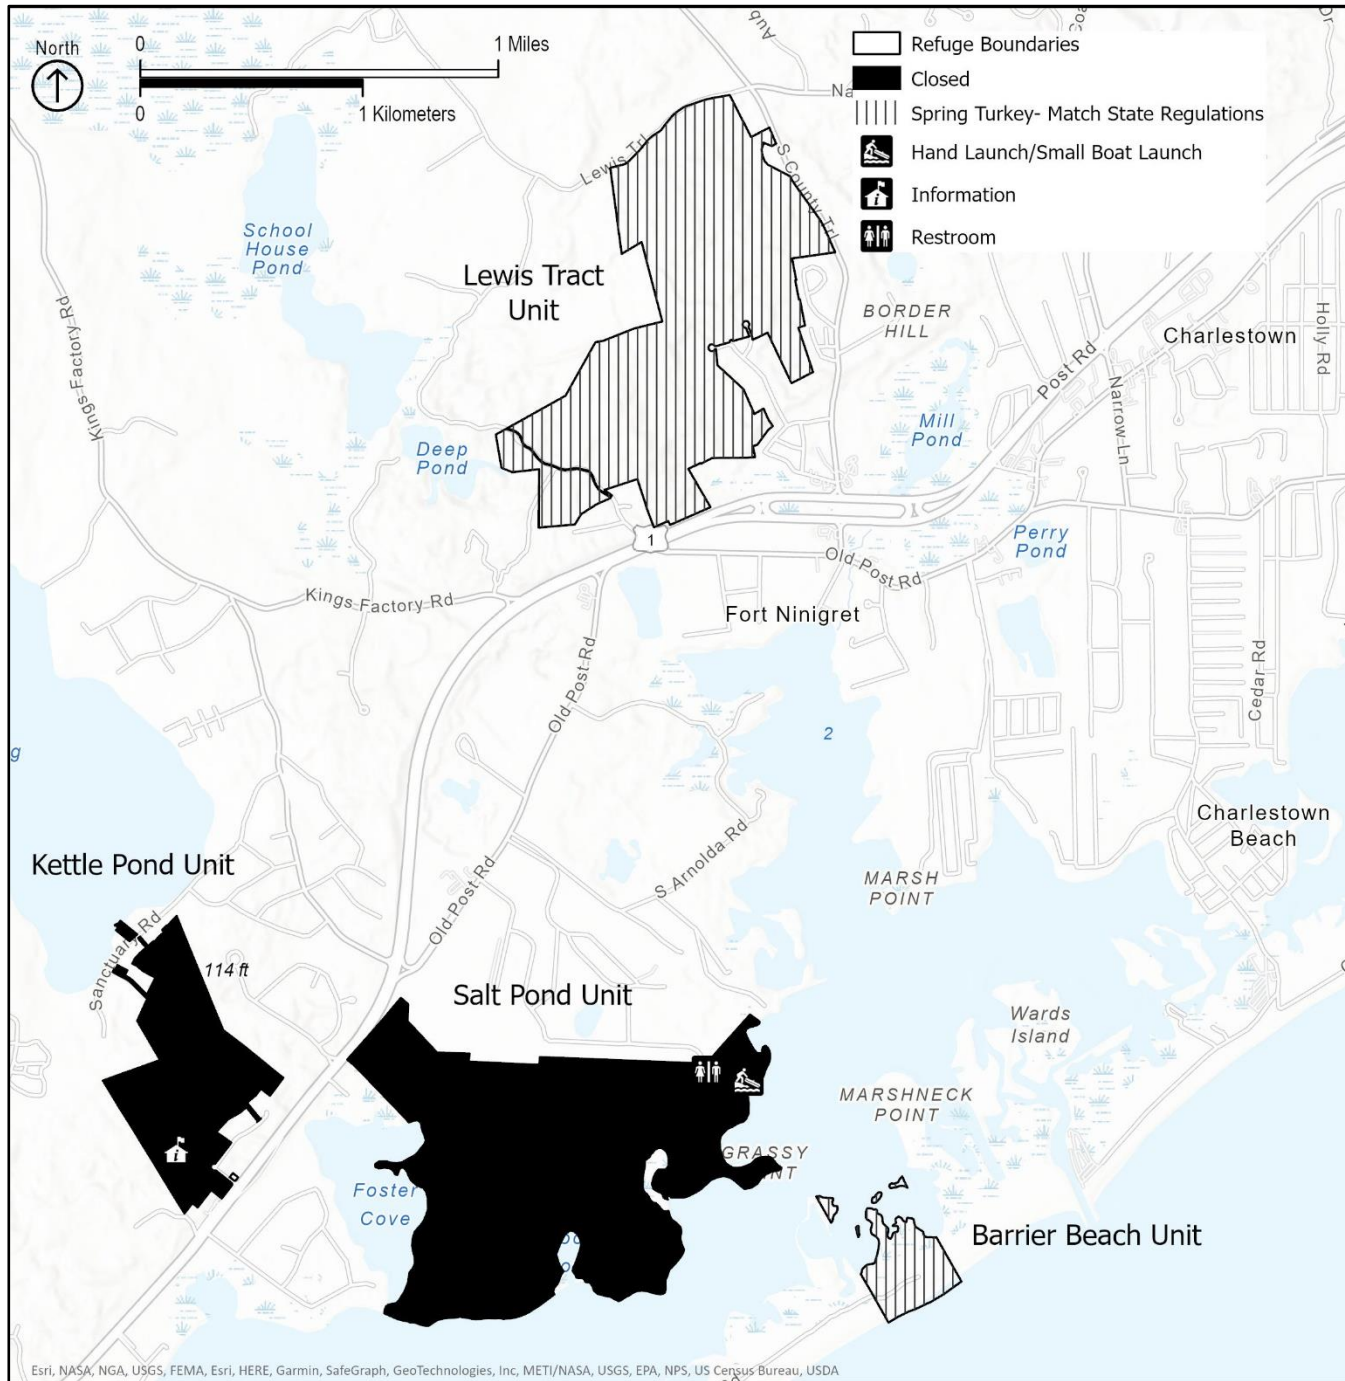 North
0
1 Miles
0
1 Kilometers
Refuge Boundaries
Closed
Spring Turkey- Match State Regulations
Hand Launch/Small Boat Launch
Information
Restroom
Lewis Trl
S County Trl
School
House
Pond
Lewis Tract
Unit
BORDER
HILL
Charlestown
Holly Rd
Kings Factory Rd
Post Rd
Narrow Ln
Mill
Pond
Deep
Pond
1
Perry
Pond
Old Post Rd
Kings Factory Rd
Fort Ninigret
Old Post Rd
Cedar Rd
2
g
Charlestown
Beach
Kettle Pond Unit
S Arnolda Rd
MARSH
POINT
Old Post Rd
Sanctuary Rd
114 ft
Salt Pond Unit
Wards
Island
MARSHNECK
POINT
GRASSY
Foster
Cove
Barrier Beach Unit
Esri, NASA, NGA, USGS, FEMA, Esri, HERE, Garmin, SafeGraph, GeoTechnologies, Inc, METI/NASA, USGS, EPA, NPS, US Census Bureau, USDA